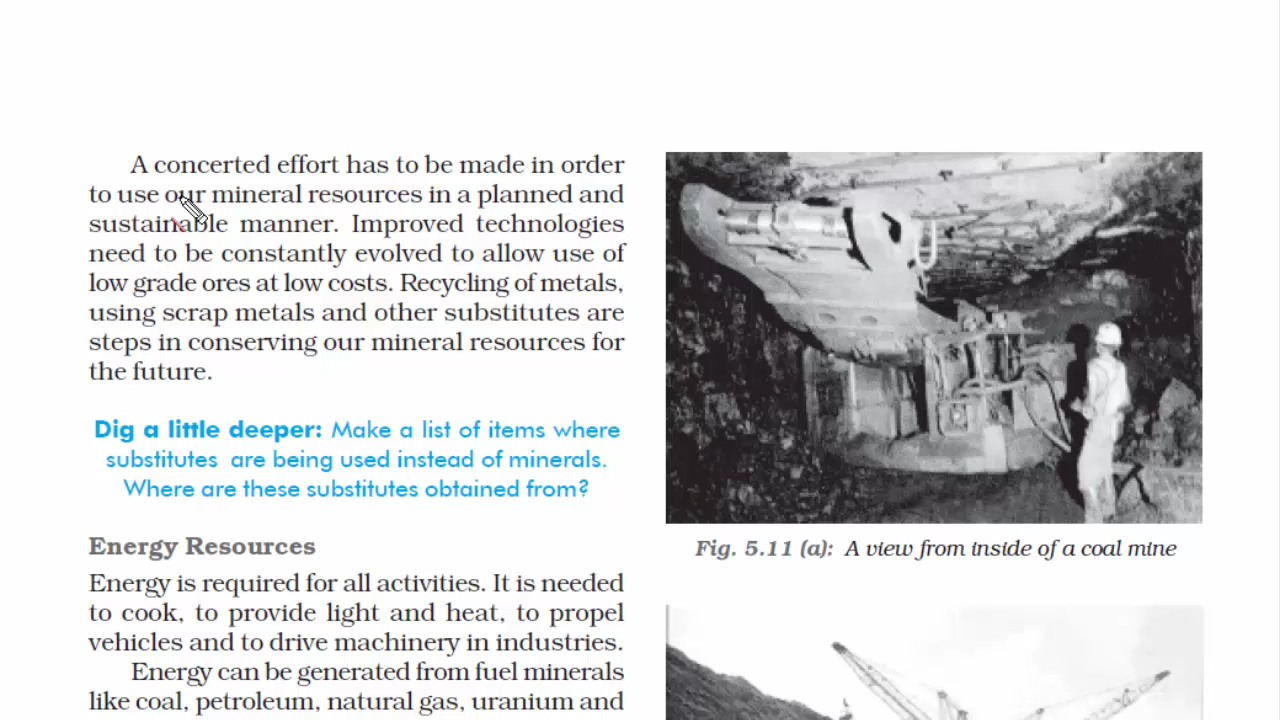 A concerted effort has to be made in order
to use our mineral resources in a planned and
sustainable manner. Improved technologies
need to be constantly evolved to allow use of
low grade ores at low costs. Recycling of metals,
using scrap metals and other substitutes are
steps in conserving our mineral resources for
the future.
Dig a little deeper: Make a list of items where
substitutes are being used instead of minerals.
Where are these substitutes obtained from?
Energy Resources
Energy is required for all activities. It is needed
to cook, to provide light and heat, to propel
vehicles and to drive machinery in industries.
Energy can be generated from fuel minerals
like coal, petroleum, natural gas, uranium and
Fig. 5.11 (a): A view from inside of a coal mine